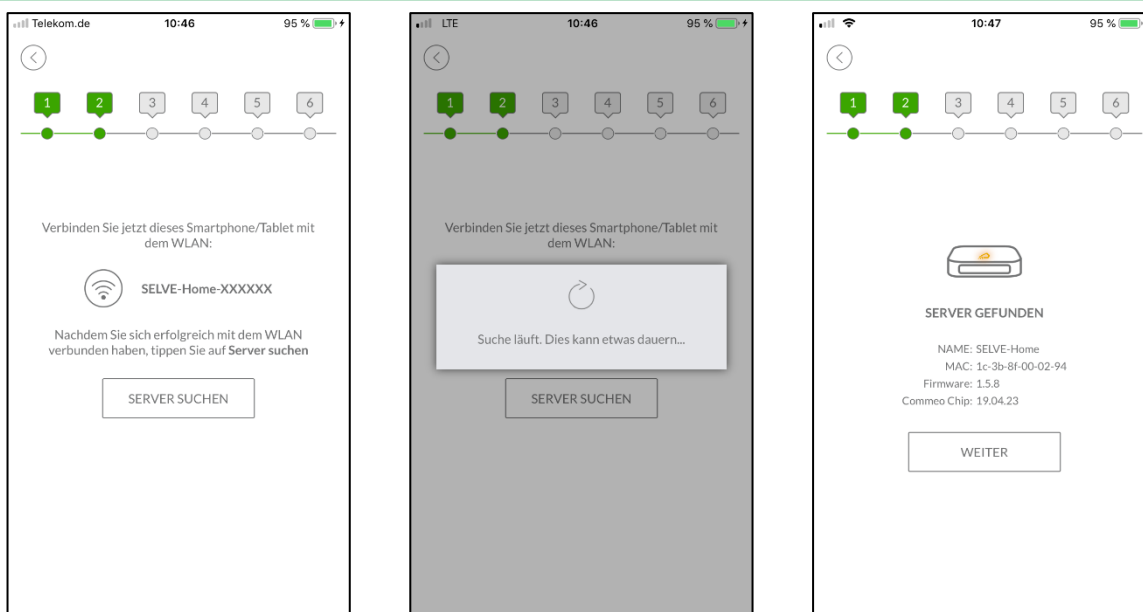 Telekom.de 10:46 95 %
1 2 3 4 5 6
Verbinden Sie jetzt dieses Smartphone/Tablet mit
dem WLAN:
SELVE-Home-XXXXXX
Nachdem Sie sich erfolgreich mit dem WLAN
verbunden haben, tippen Sie auf Server suchen
SERVER SUCHEN
LTE 10:46 95 %
1 2 3 4 5 6
Verbinden Sie jetzt dieses Smartphone/Tablet mit
dem WLAN:
Suche läuft. Dies kann etwas dauern...
SERVER SUCHEN
10:47 95 %
1 2 3 4 5 6
SERVER GEFUNDEN
NAME: SELVE-Home
MAC: 1c-3b-8f-00-02-94
Firmware: 1.5.8
Commeo Chip: 19.04.23
WEITER